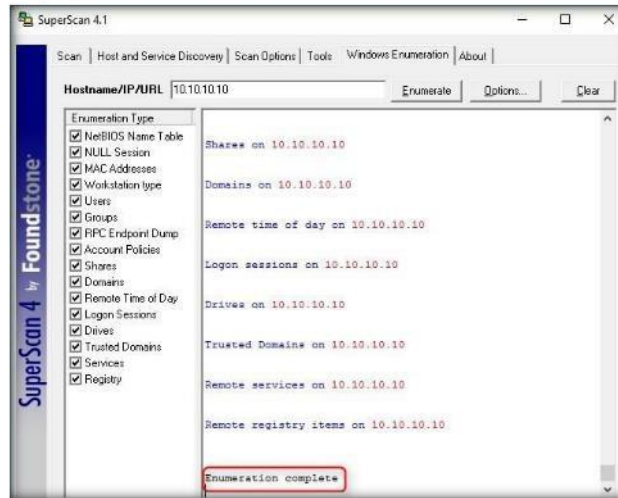 SuperScan 4.1
Scan Host and Service Discovery Scan Options Tools Windows Enumeration About
Hostname/IP/URL 10.10.10.10 Enumerate Options... Clear
Enumeration Type
NetBIOS Name Table
NULL Session
MAC Addresses
Workstation type
Users
Groups
RPC Endpoint Dump
Account Policies
Shares
Domains
Remote Time of Day
Logon Sessions
Drives
Trusted Domains
Services
Registry
Shares on 10.10.10.10
Domains on 10.10.10.10
Remote time of day on 10.10.10.10
Logon sessions on 10.10.10.10
Drives on 10.10.10.10
Trusted Domains on 10.10.10.10
Remote services on 10.10.10.10
Remote registry items on 10.10.10.10
Enumeration complete
SuperScan 4 by Foundstone